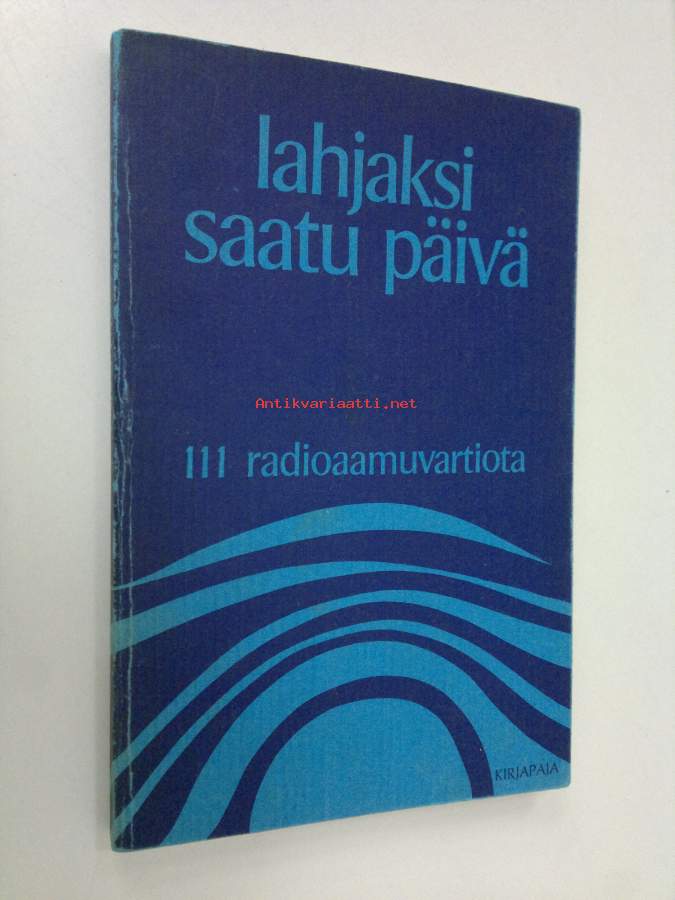 lahjaksi
saatu päivä
Antikvariaatti.net
111 radioaamuvartiota
KIRJAPAJA